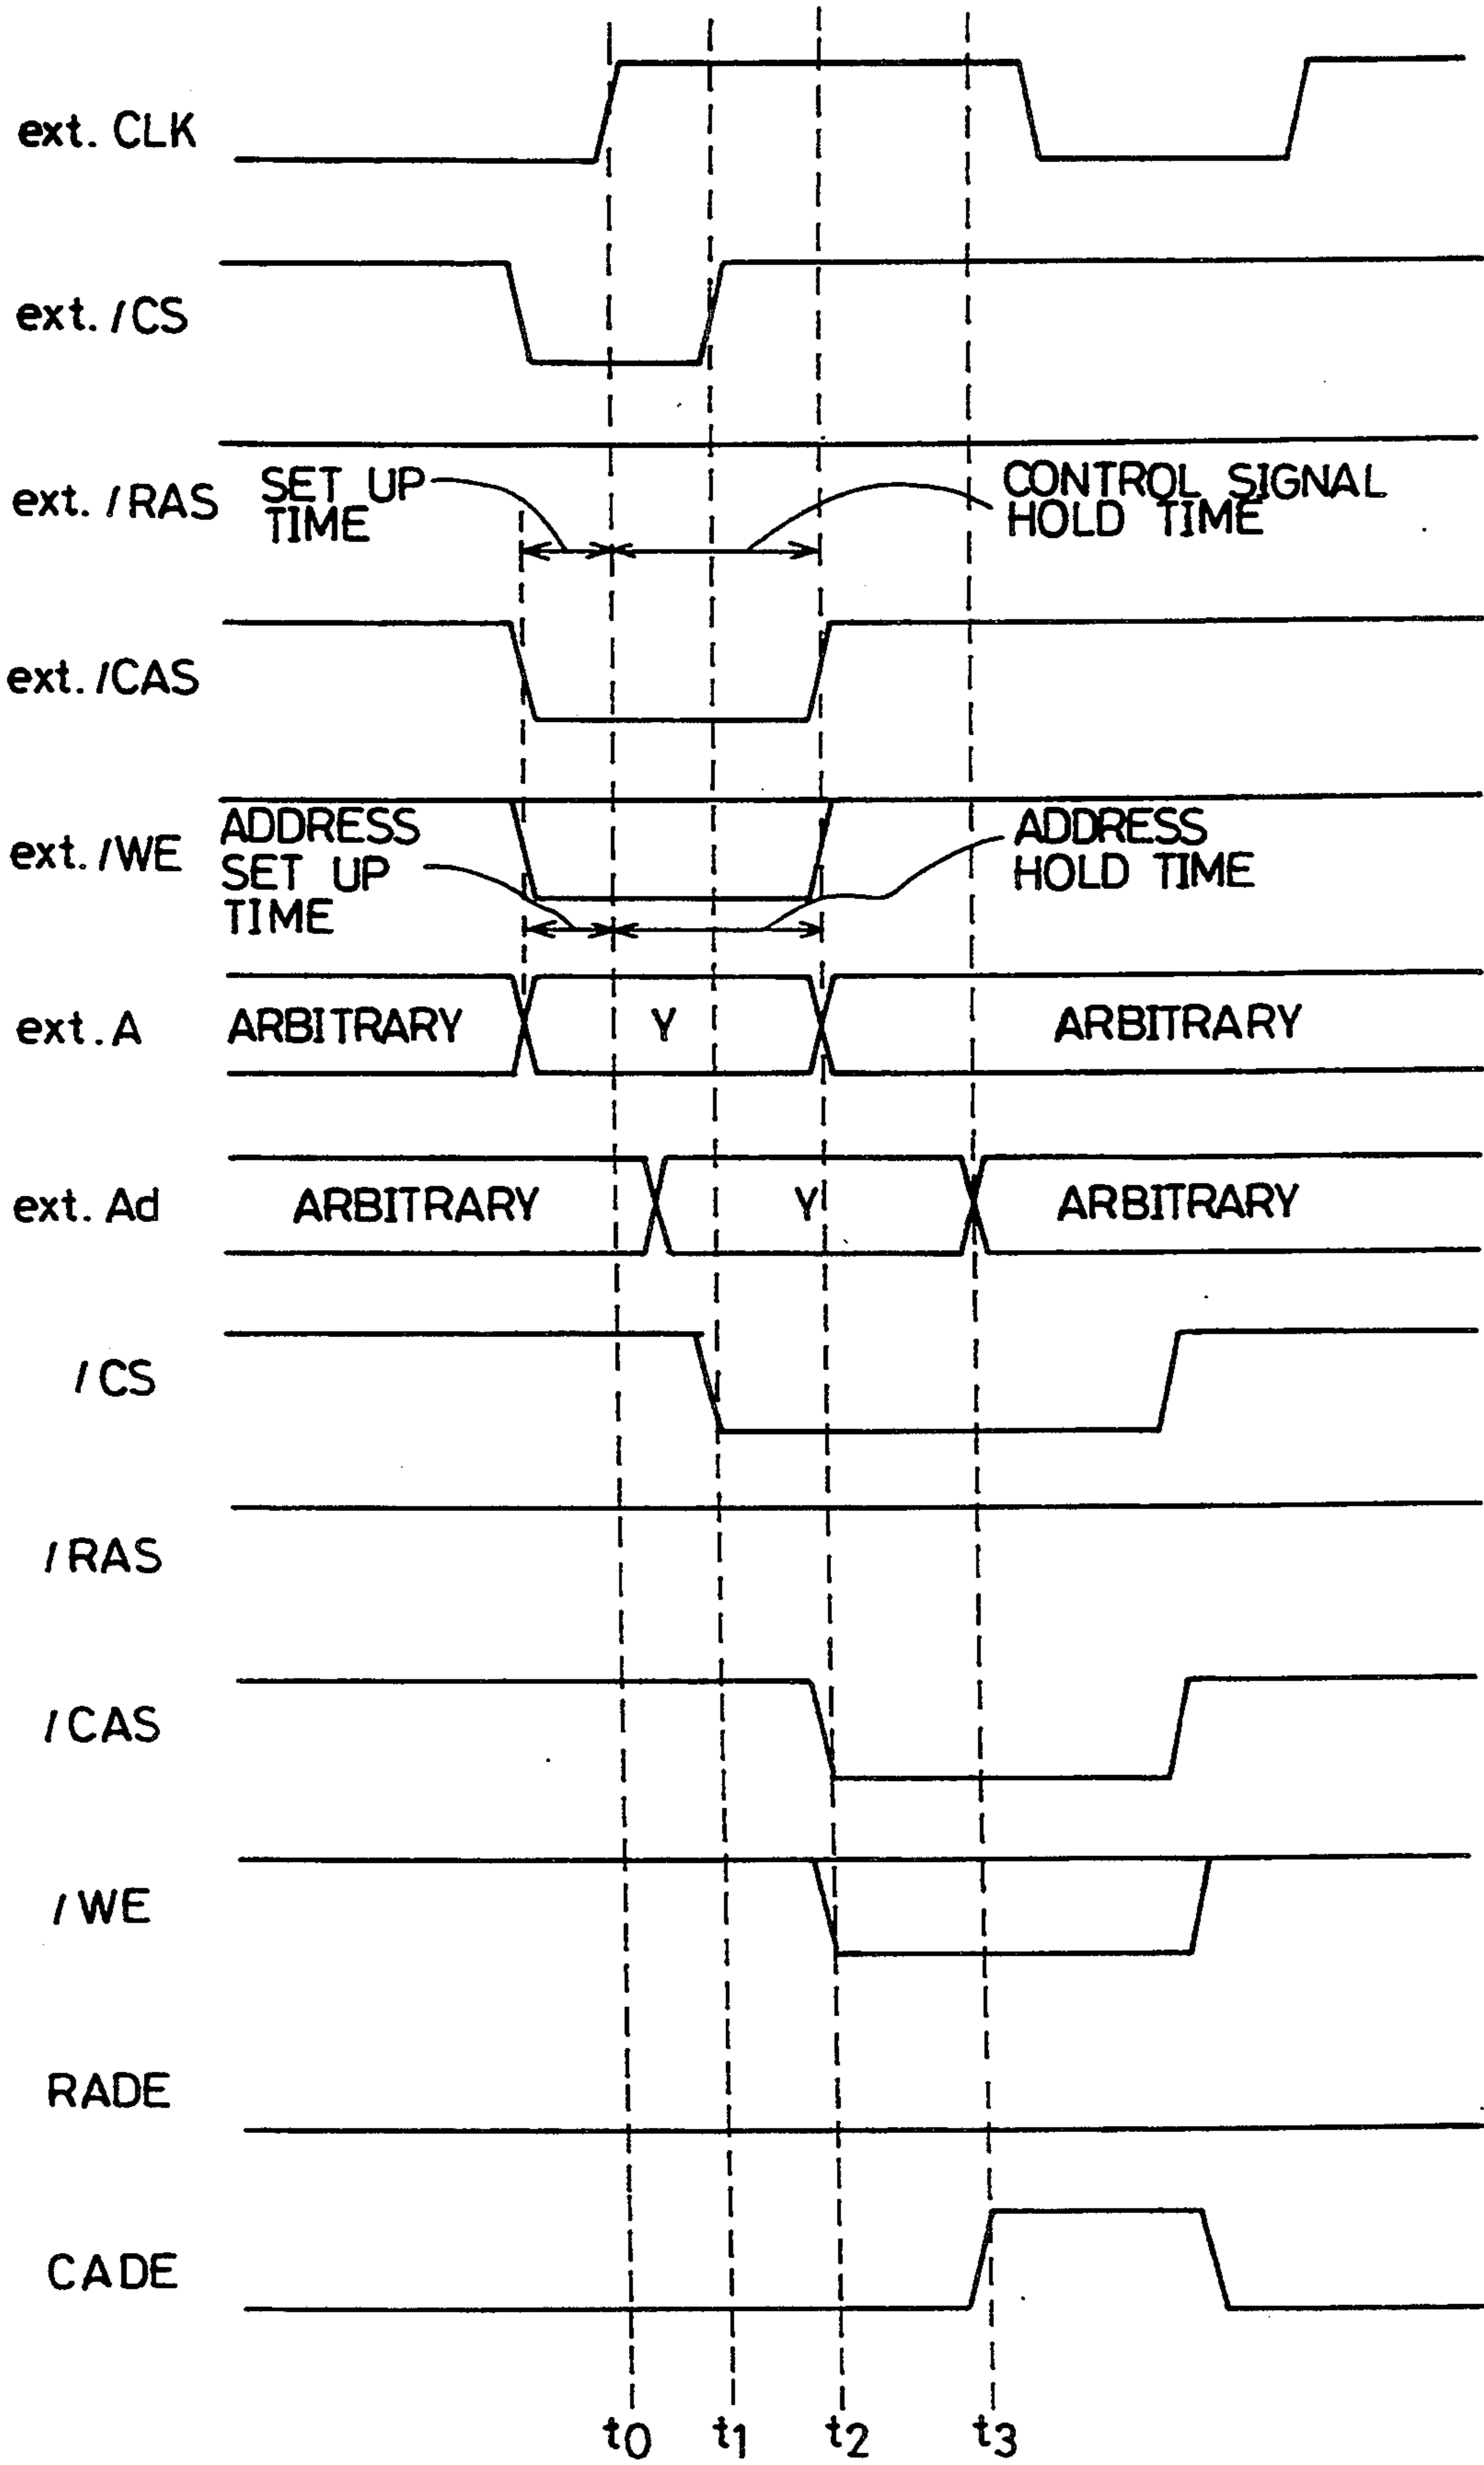 ext. CLK
ext. /CS
ext. /RAS
SET UP
TIME
CONTROL SIGNAL
HOLD TIME
ext. /CAS
ext. /WE
ADDRESS
SET UP
TIME
ADDRESS
HOLD TIME
ext. A
ARBITRARY
Y
ARBITRARY
ext. Ad
ARBITRARY
Y
ARBITRARY
/CS
/RAS
/CAS
/WE
RADE
CADE
t0
t1
t2
t3